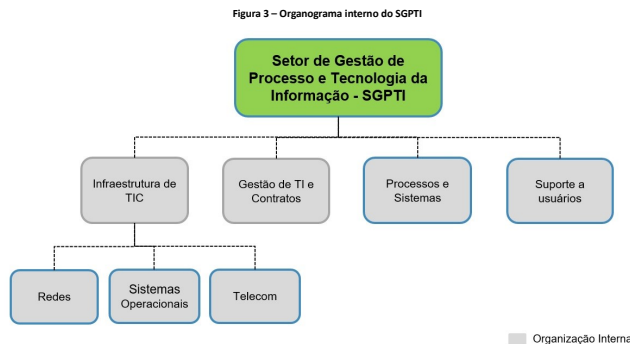 Figura 3 – Organograma interno do SGPTI
Setor de Gestão de
Processo e Tecnologia da
Informação - SGPTI
Infraestrutura de
TIC
Gestão de TI e
Contratos
Processos e
Sistemas
Suporte a
usuários
Redes
Sistemas
Operacionais
Telecom
Organização Interna